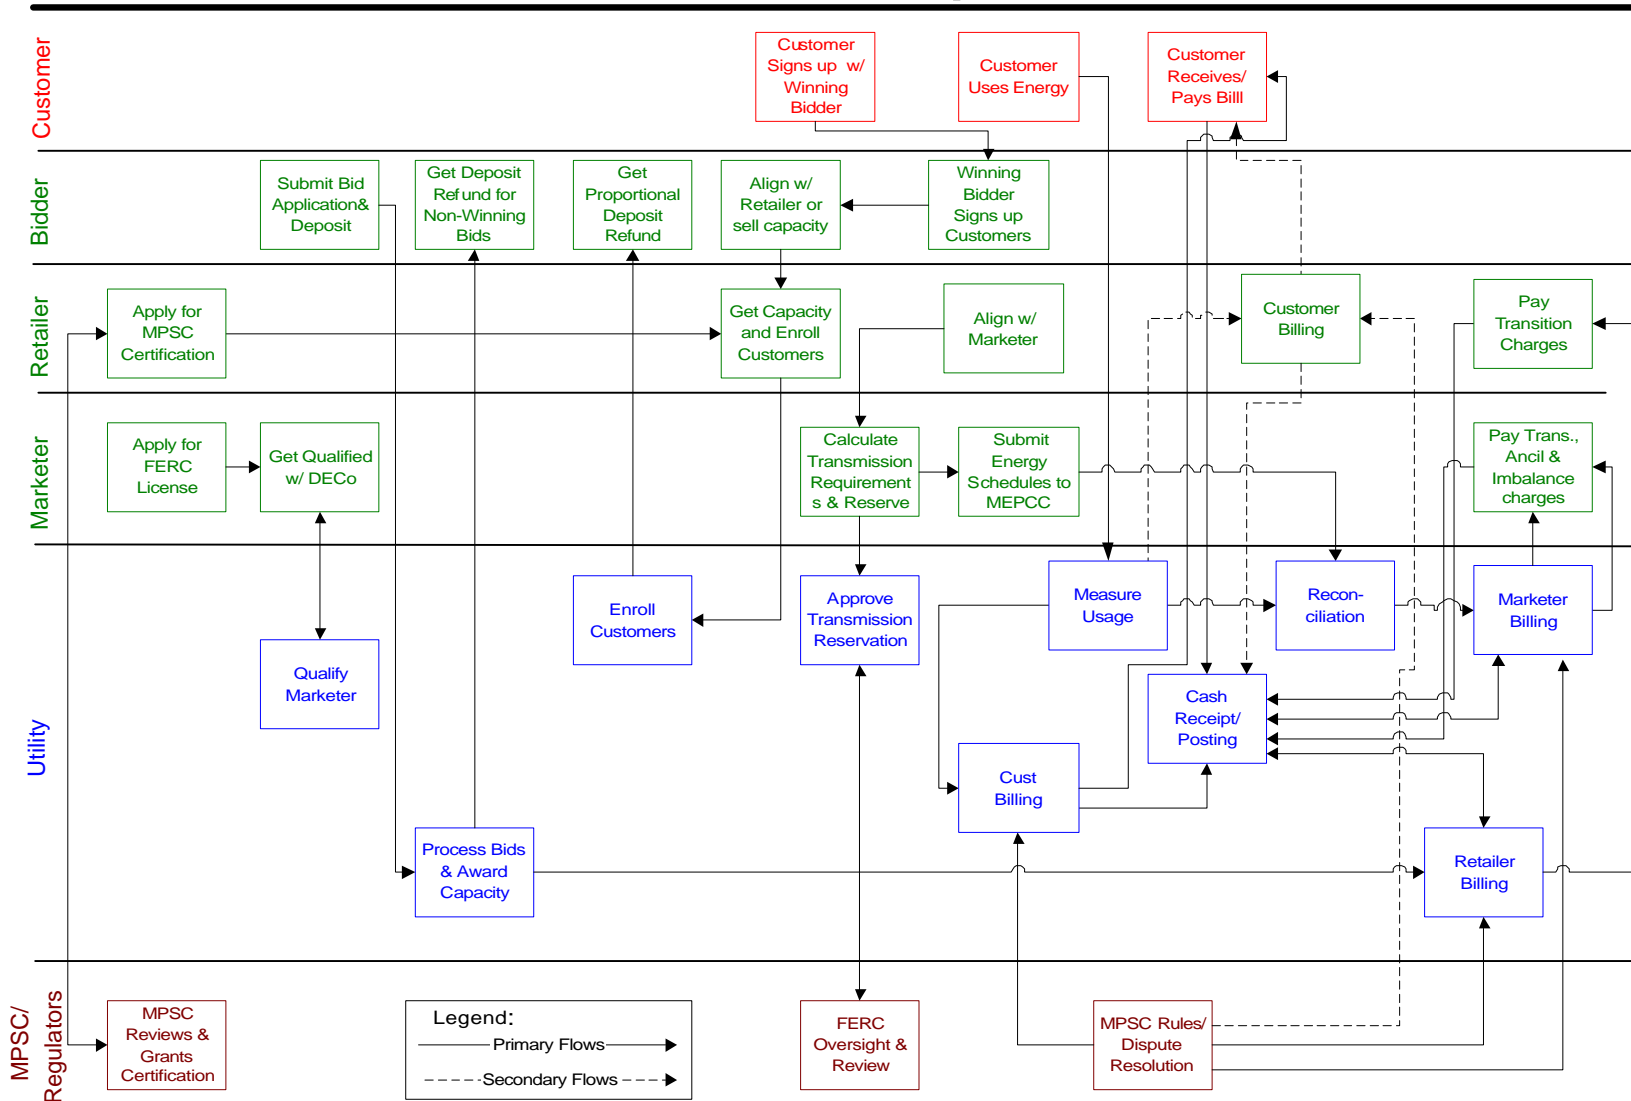 Customer
Customer
Signs up w/
Winning
Bidder
Customer
Uses Energy
Customer
Receives/
Pays Billl
Bidder
Submit Bid
Application&
Deposit
Get Deposit
Refund for
Non-Winning
Bids
Get
Proportional
Deposit
Refund
Align w/
Retailer or
sell capacity
Winning
Bidder
Signs up
Customers
Retailer
Apply for
MPSC
Certification
Get Capacity
and Enroll
Customers
Align w/
Marketer
Customer
Billing
Pay
Transition
Charges
Marketer
Apply for
FERC
License
Get Qualified
w/ DECo
Calculate
Transmission
Requirement
s & Reserve
Submit
Energy
Schedules to
MEPCC
Pay Trans.,
Ancil &
Imbalance
charges
Utility
Qualify
Marketer
Enroll
Customers
Approve
Transmission
Reservation
Measure
Usage
Recon-
ciliation
Marketer
Billing
Cash
Receipt/
Posting
Cust
Billing
Process Bids
& Award
Capacity
Retailer
Billing
MPSC/
Regulators
MPSC
Reviews &
Grants
Certification
Legend:
Primary Flows
Secondary Flows
FERC
Oversight &
Review
MPSC Rules/
Dispute
Resolution